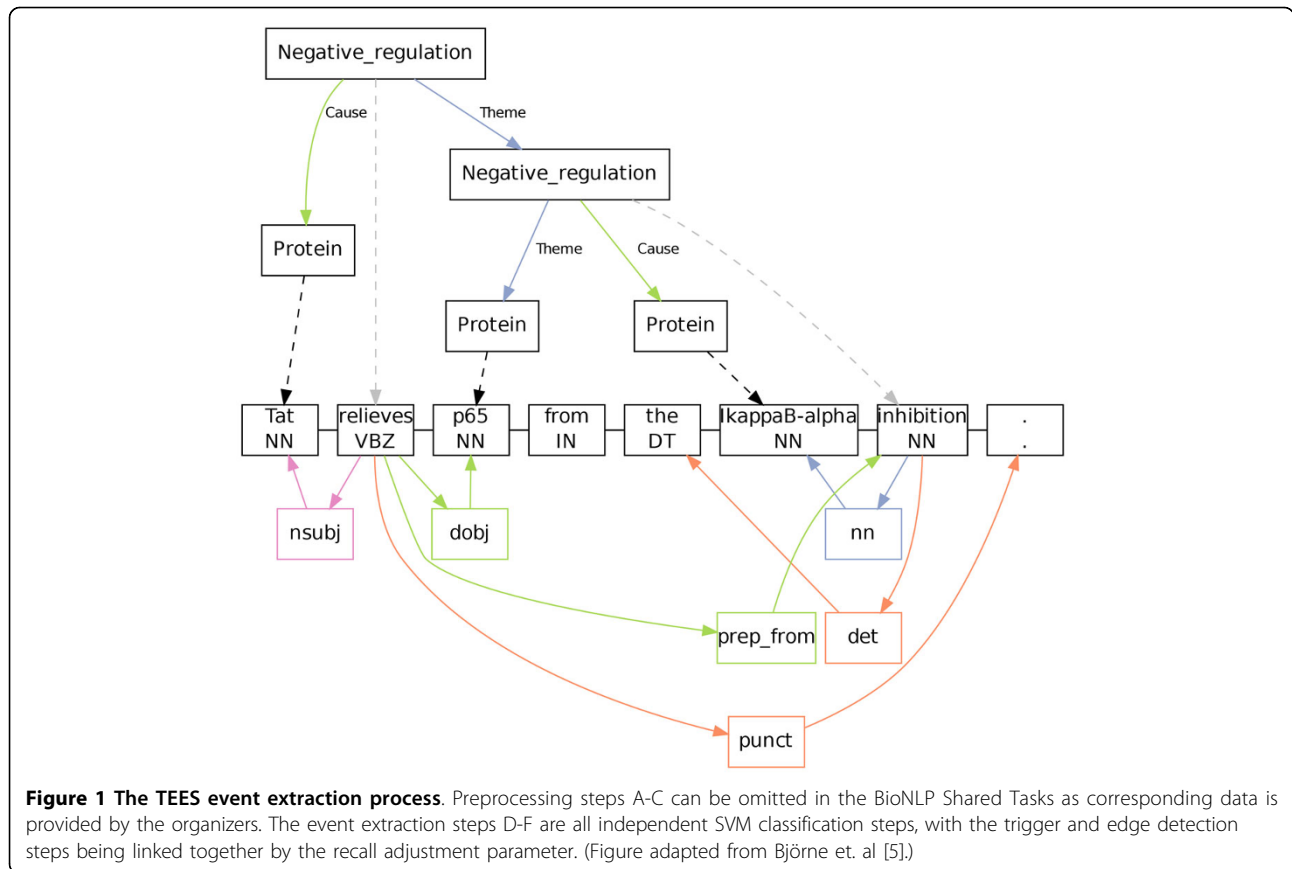 Negative_regulation
Cause
Theme
Negative_regulation
Protein
Theme
Cause
Protein
Protein
Tat
NN
relieves
VBZ
p65
NN
from
IN
the
DT
IkappaB-alpha
NN
inhibition
NN
.
.
nsubj
dobj
nn
prep_from
det
punct
Figure 1 The TEES event extraction process. Preprocessing steps A-C can be omitted in the BioNLP Shared Tasks as corresponding data is
provided by the organizers. The event extraction steps D-F are all independent SVM classification steps, with the trigger and edge detection
steps being linked together by the recall adjustment parameter. (Figure adapted from Björne et. al [5].)